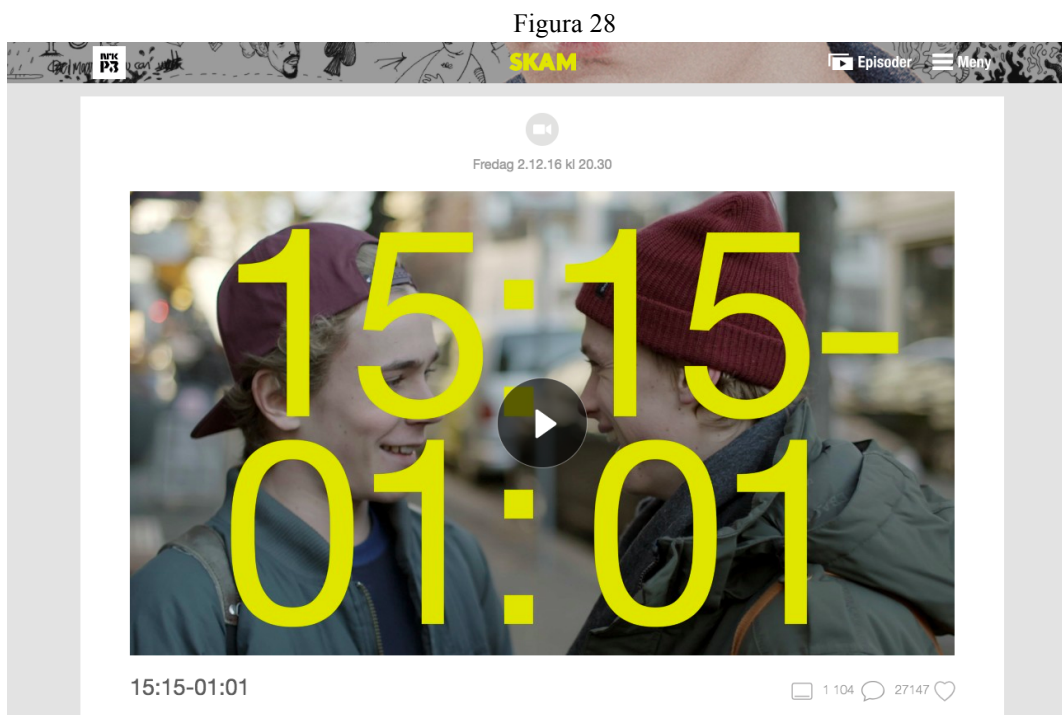 Figura 28
NRK P3 SKAM Episoder Meny
Fredag 2.12.16 kl 20.30
15:15-
01:01
15:15-01:01 1 104 27147